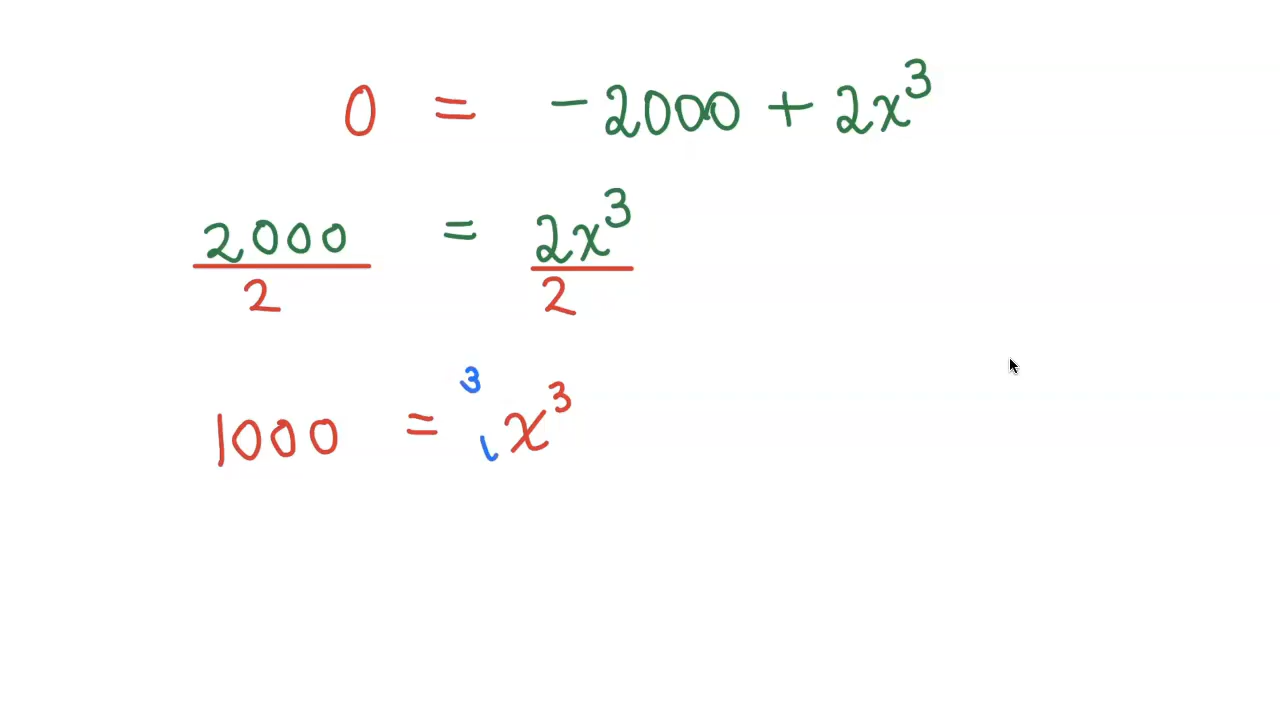 0 = -2000 + 2x³
2000 = 2x³
2 2
3
1000 = x³